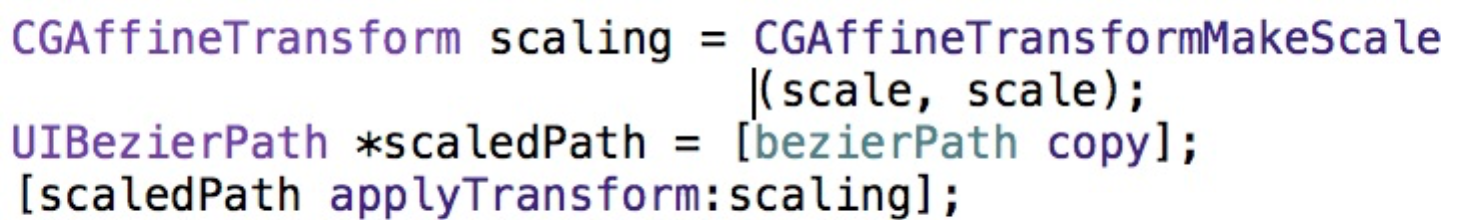 CGAffineTransform scaling = CGAffineTransformMakeScale
(scale, scale);
UIBezierPath *scaledPath = [bezierPath copy];
[scaledPath applyTransform:scaling];